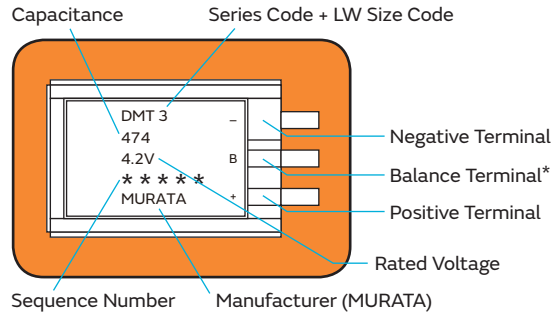 Capacitance
Series Code + LW Size Code
DMT 3
–
474
4.2V
B
* * * * *
MURATA
+
Negative Terminal
Balance Terminal*
Positive Terminal
Rated Voltage
Sequence Number
Manufacturer (MURATA)